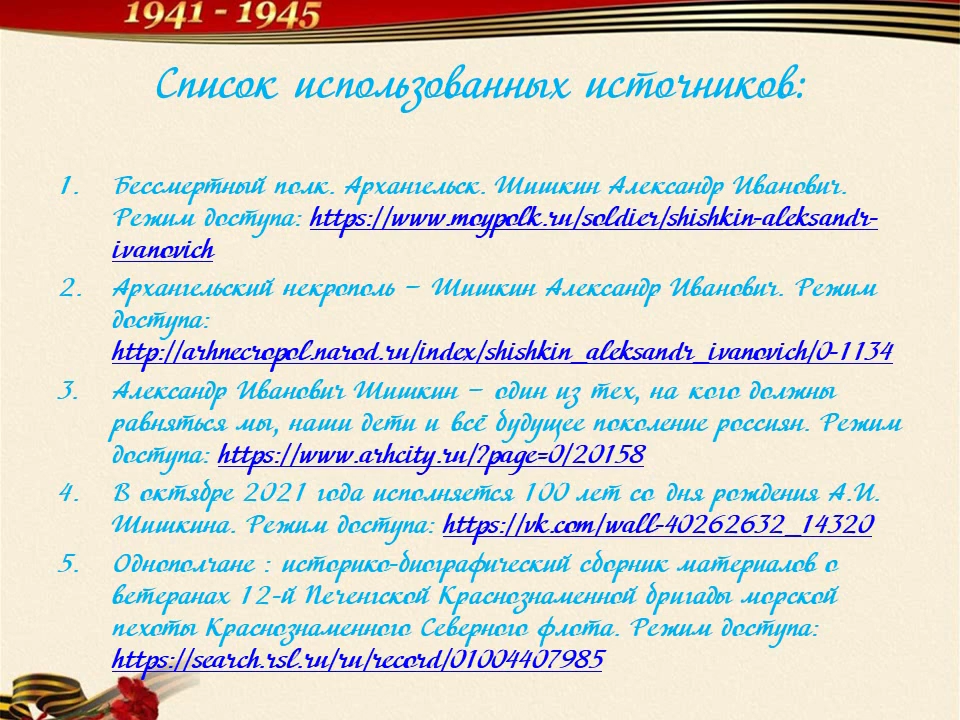 1941 - 1945
Список использованных источников:
1. Бессмертный полк. Архангельск. Шишкин Александр Иванович.
Режим доступа: https://www.moypolk.ru/soldier/shishkin-aleksandr-
ivanovich
2. Архангельский некрополь – Шишкин Александр Иванович. Режим
доступа:
http://arhnecropol.narod.ru/index/shishkin_aleksandr_ivanovich/0-1134
3. Александр Иванович Шишкин – один из тех, на кого должны
равняться мы, наши дети и всё будущее поколение россиян. Режим
доступа: https://www.arhcity.ru/?page=0/20158
4. В октябре 2021 года исполняется 100 лет со дня рождения А.И.
Шишкина. Режим доступа: https://vk.com/wall-40262632_14320
5. Однополчане : историко-биографический сборник материалов о
ветеранах 12-й Печенгской Краснознаменной бригады морской
пехоты Краснознаменного Северного флота. Режим доступа:
https://search.rsl.ru/ru/record/01004407985